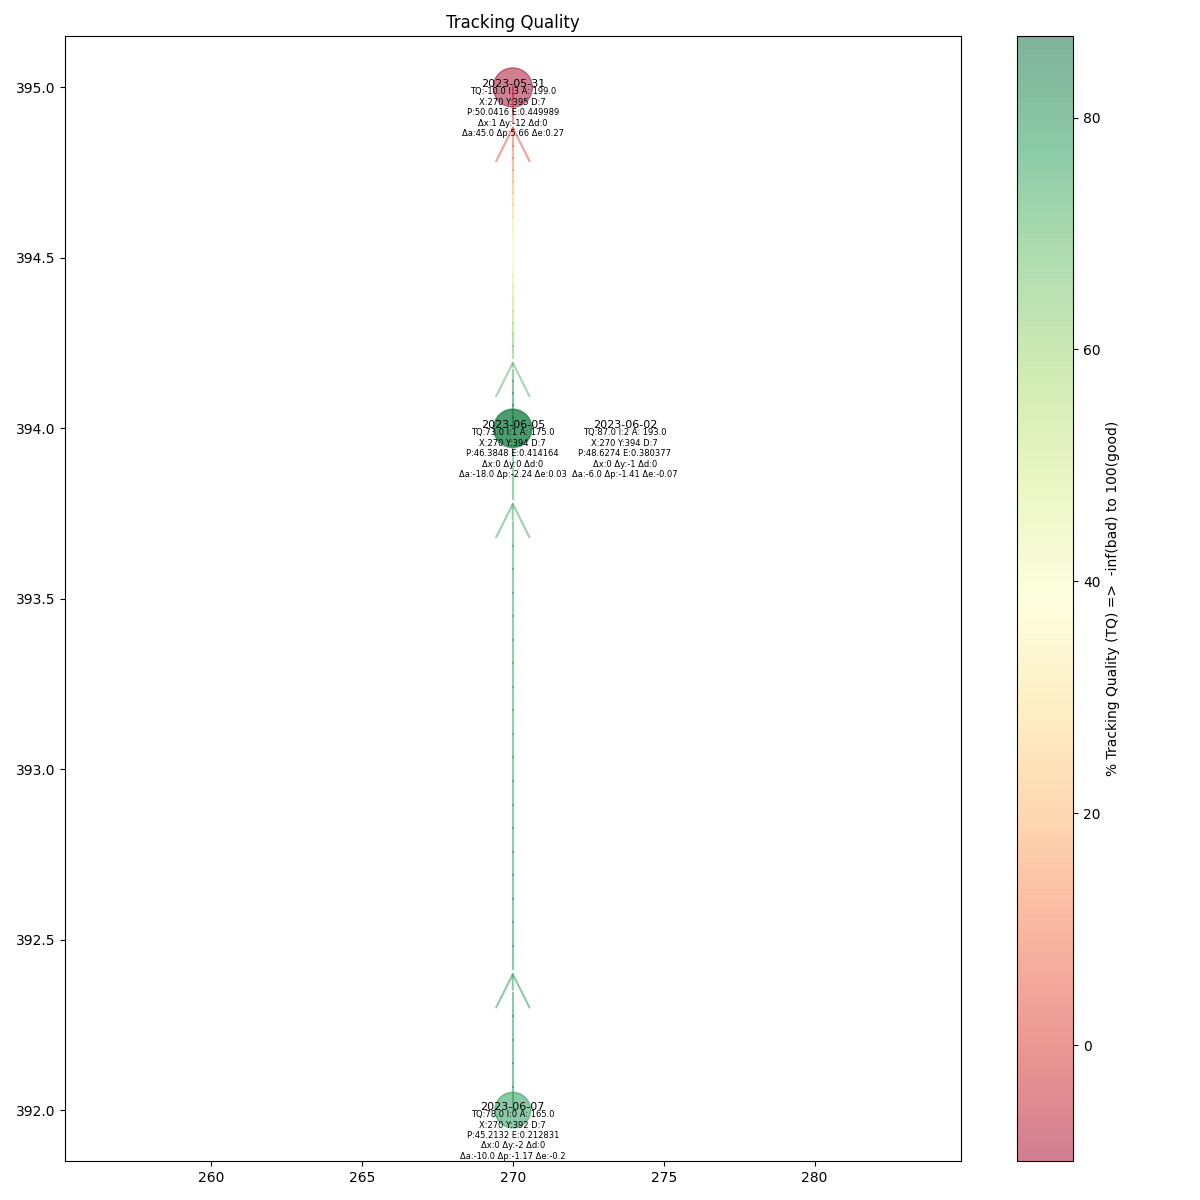 Tracking Quality
395.0
2023-05-31
TQ:-10.0 I:3 A: 199.0
X:270 Y:395 D:7
P:50.0416 E:0.449989
Δx:1 Δy:-12 Δd:0
Δa:45.0 Δp:5.66 Δe:0.27
394.5
394.0
2023-06-05
TQ:73.0 I:1 A: 175.0
X:270 Y:394 D:7
P:46.3848 E:0.414164
Δx:0 Δy:0 Δd:0
Δa:-18.0 Δp:-2.24 Δe:0.03
2023-06-02
TQ:87.0 I:2 A: 193.0
X:270 Y:394 D:7
P:48.6274 E:0.380377
Δx:0 Δy:-1 Δd:0
Δa:-6.0 Δp:-1.41 Δe:-0.07
393.5
393.0
392.5
392.0
2023-06-07
TQ:78.0 I:0 A: 165.0
X:270 Y:392 D:7
P:45.2132 E:0.212831
Δx:0 Δy:-2 Δd:0
Δa:-10.0 Δp:-1.17 Δe:-0.2
260
265
270
275
280
80
60
40
20
0
% Tracking Quality (TQ) =>  -inf(bad) to 100(good)